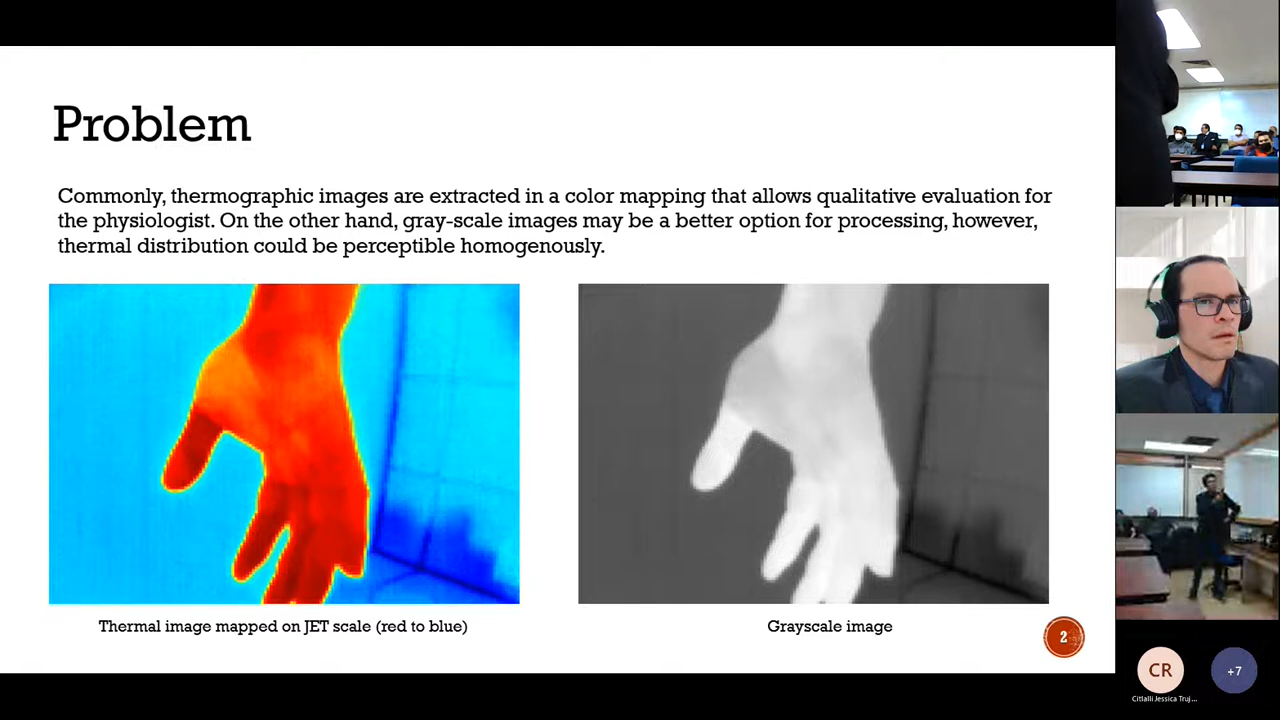 Problem
Commonly, thermographic images are extracted in a color mapping that allows qualitative evaluation for
the physiologist. On the other hand, gray-scale images may be a better option for processing, however,
thermal distribution could be perceptible homogenously.
Thermal image mapped on JET scale (red to blue)
Grayscale image
2
CR
+7
Citlalli Jessica Truj...